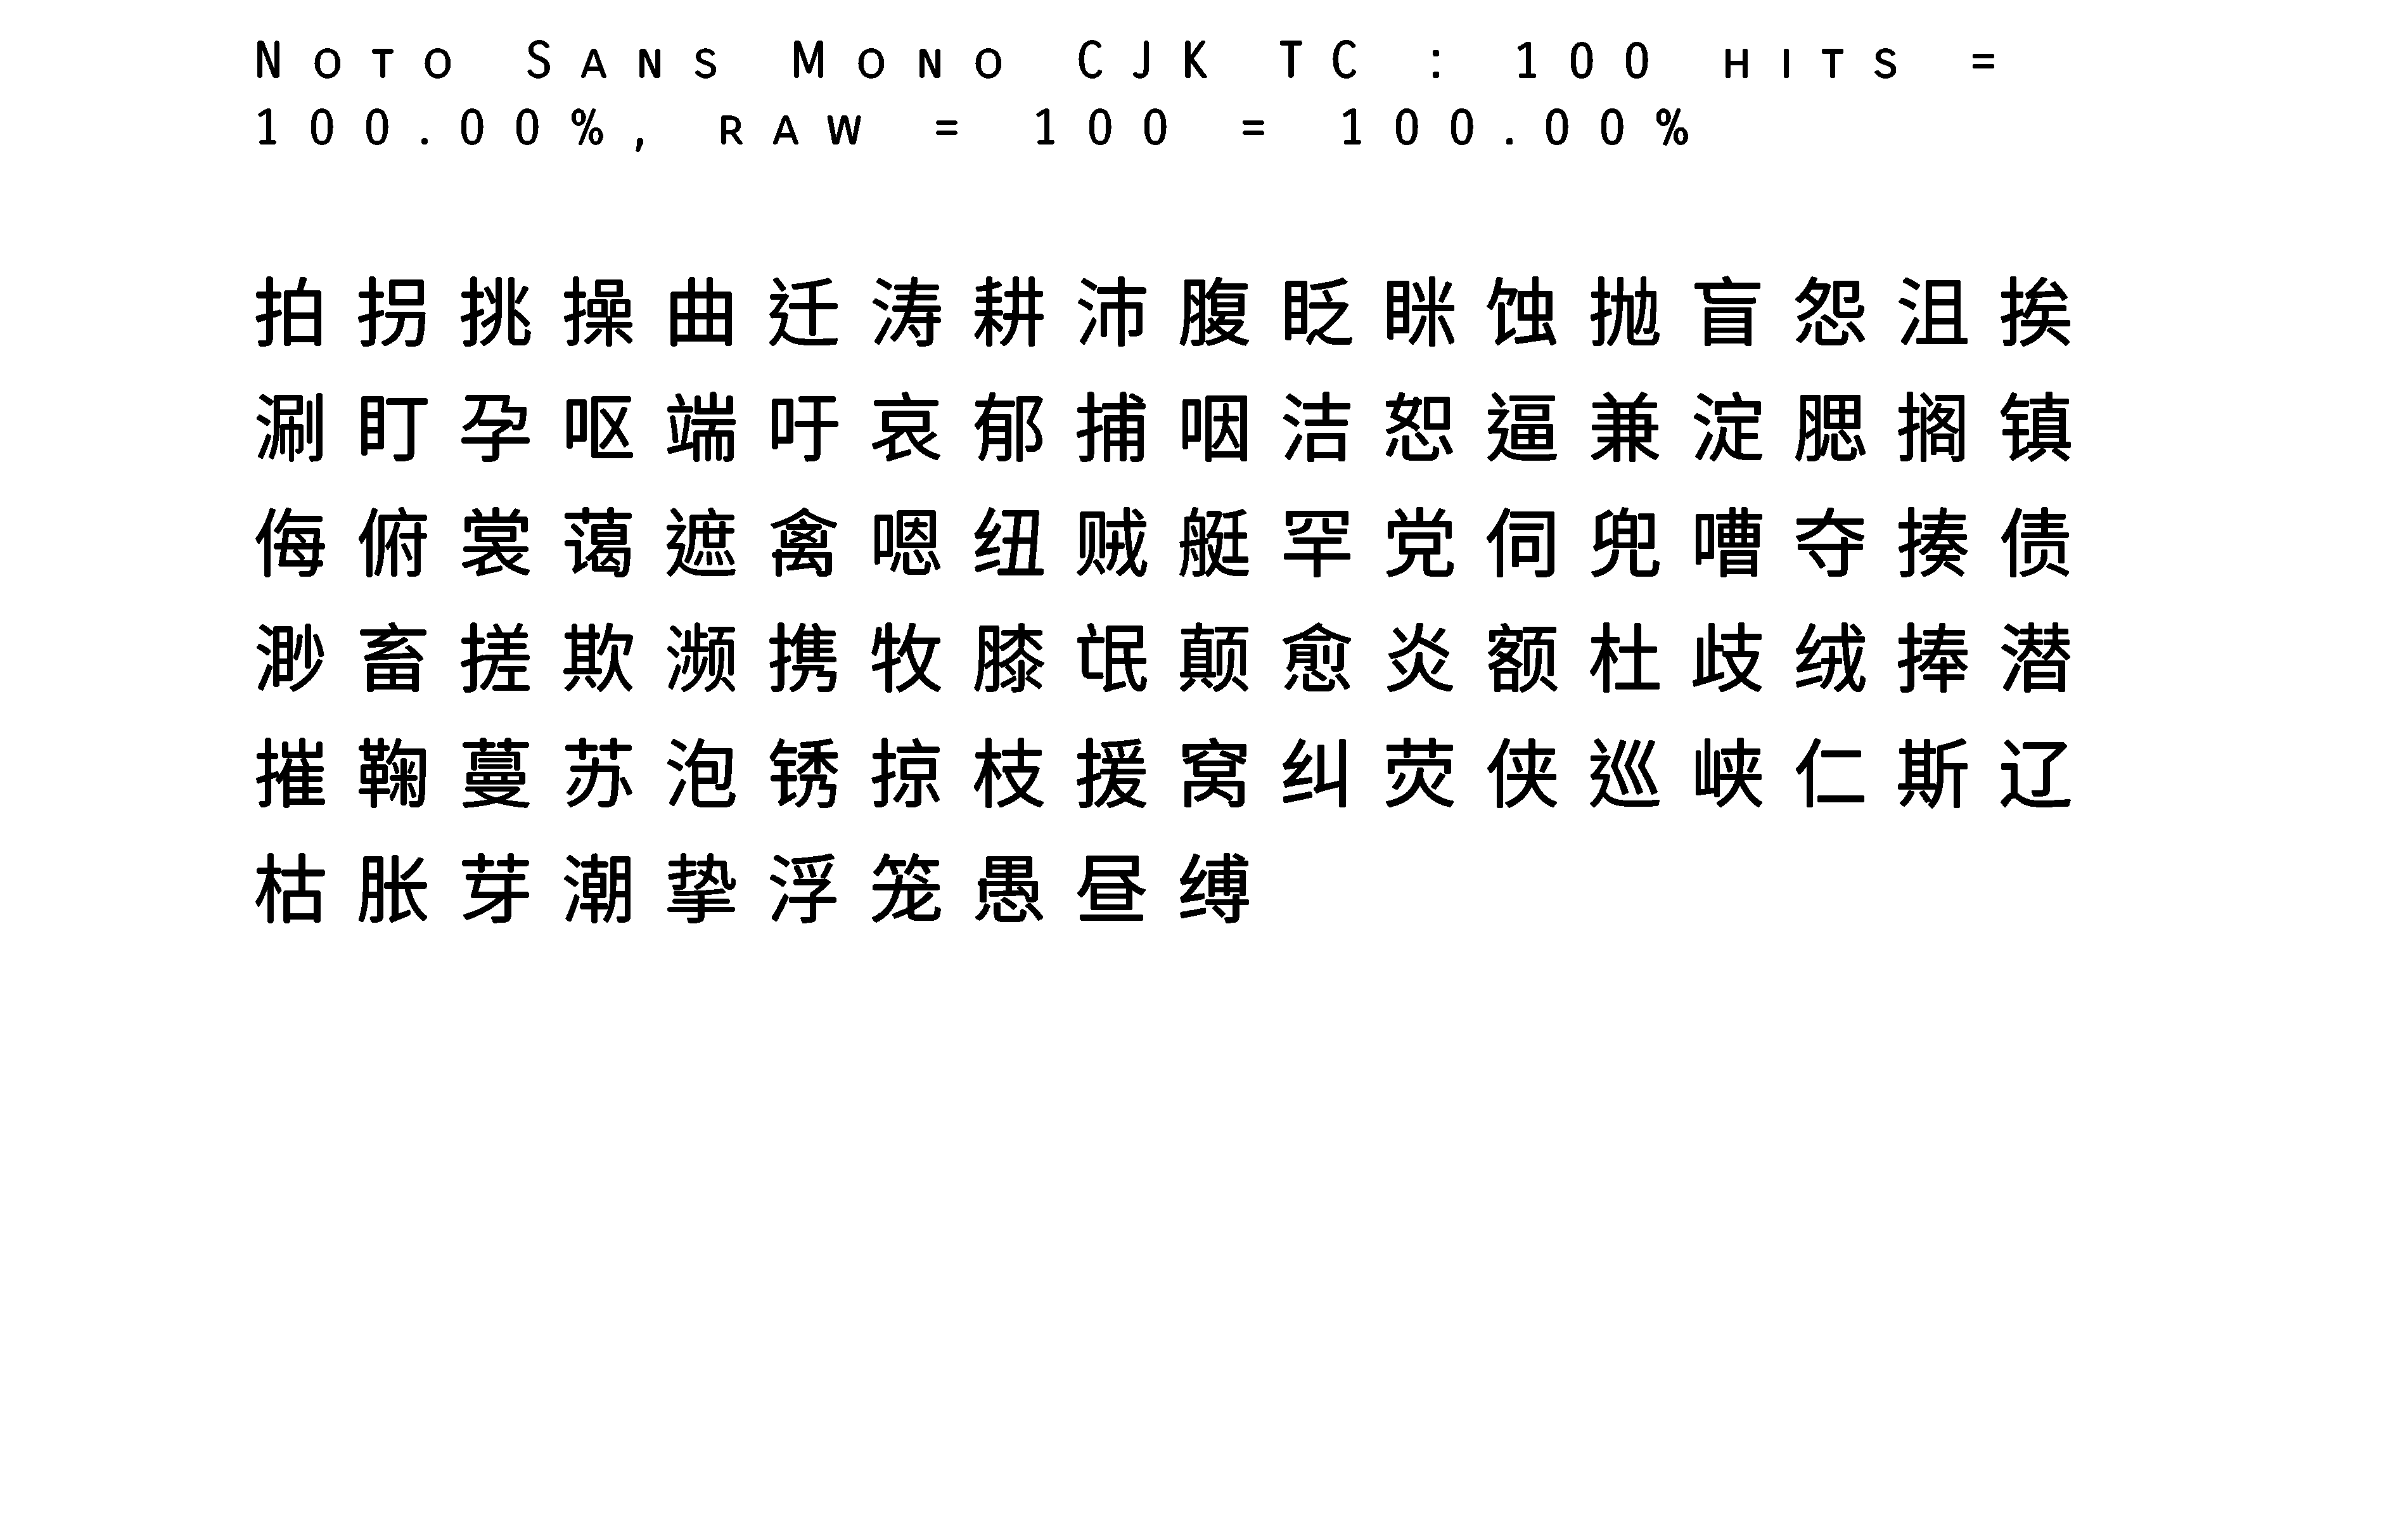 Noto Sans Mono CJK TC : 100 hits =
100.00%, raw = 100 = 100.00%
拍拐挑操曲迁涛耕沛腹眨眯蚀抛盲怨沮挨
涮盯孕呕端吁哀郁捕咽洁恕逼兼淀腮搁镇
侮俯裳蔼遮禽嗯纽贼艇罕党伺兜嘈夺揍债
渺畜搓欺濒携牧膝氓颠愈炎额杜歧绒捧潜
摧鞠蔓苏泡锈掠枝援窝纠荧侠巡峡仁斯辽
枯胀芽潮挚浮笼愚昼缚